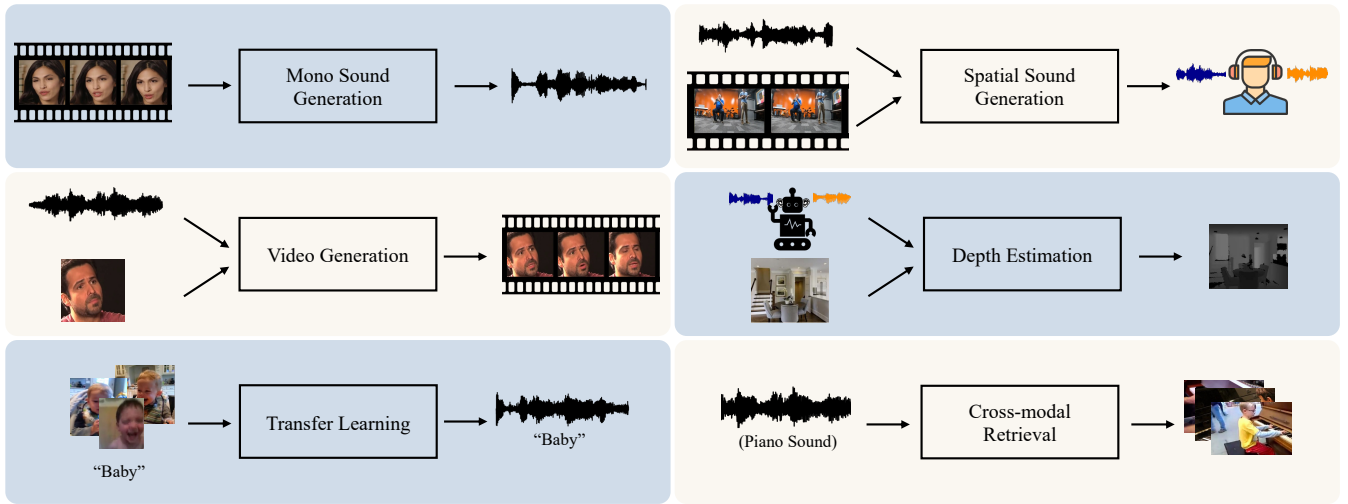 Mono Sound
Generation
Spatial Sound
Generation
Video Generation
Depth Estimation
Transfer Learning
“Baby”
“Baby”
(Piano Sound)
Cross-modal
Retrieval